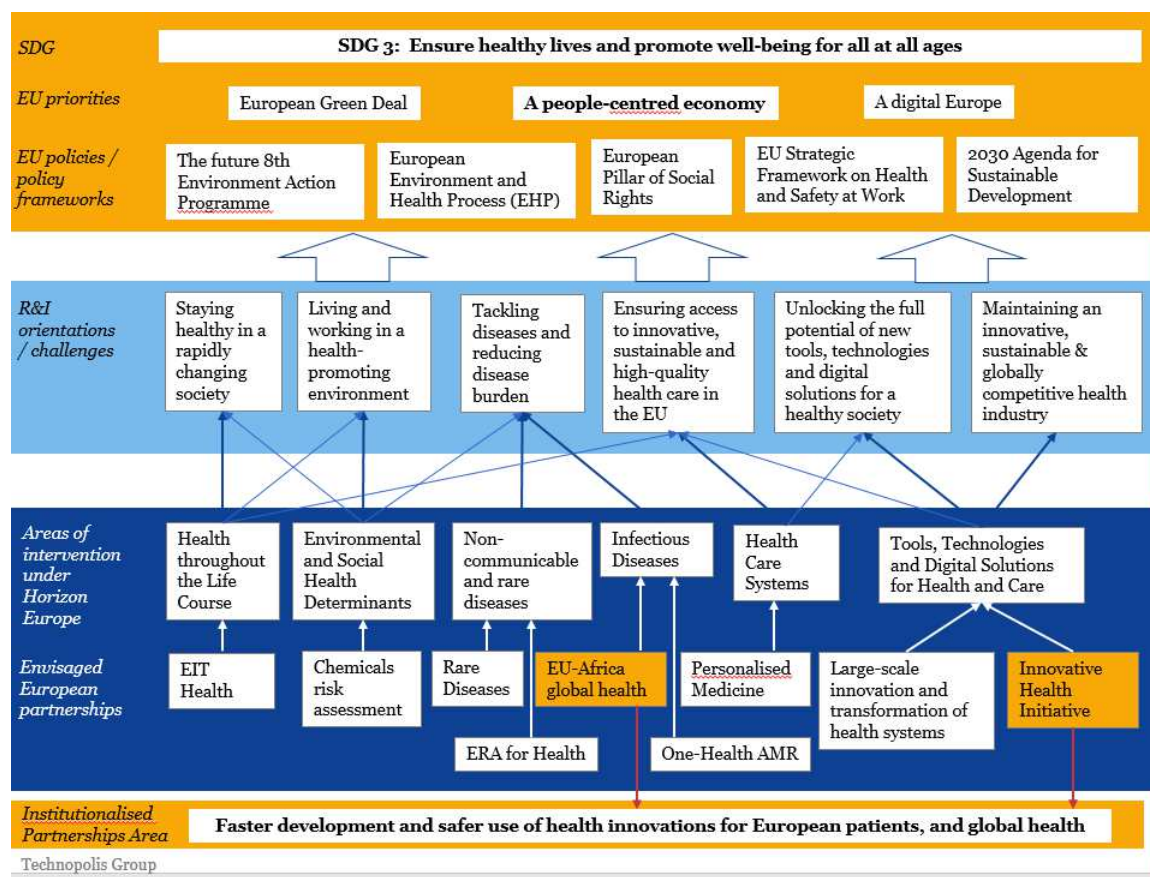 SDG
SDG 3: Ensure healthy lives and promote well-being for all at all ages
EU priorities
European Green Deal
A people-centred economy
A digital Europe
EU policies /
policy
frameworks
The future 8th
Environment Action
Programme
European
Environment and
Health Process (EHP)
European
Pillar of Social
Rights
EU Strategic
Framework on Health
and Safety at Work
2030 Agenda for
Sustainable
Development
R&I
orientations
/ challenges
Staying
healthy in a
rapidly
changing
society
Living and
working in a
health-
promoting
environment
Tackling
diseases and
reducing
disease
burden
Ensuring access
to innovative,
sustainable and
high-quality
health care in
the EU
Unlocking the full
potential of new
tools, technologies
and digital
solutions for a
healthy society
Maintaining an
innovative,
sustainable &
globally
competitive health
industry
Areas of
intervention
under
Horizon
Europe
Health
throughout
the Life
Course
Environmental
and Social
Health
Determinants
Non-
communicable
and rare
diseases
Infectious
Diseases
Health
Care
Systems
Tools, Technologies
and Digital Solutions
for Health and Care
Envisaged
European
partnerships
EIT
Health
Chemicals
risk
assessment
Rare
Diseases
EU-Africa
global health
Personalised
Medicine
Large-scale
innovation and
transformation of
health systems
Innovative
Health
Initiative
ERA for Health
One-Health AMR
Institutionalised
Partnerships Area
Faster development and safer use of health innovations for European patients, and global health
Technopolis Group